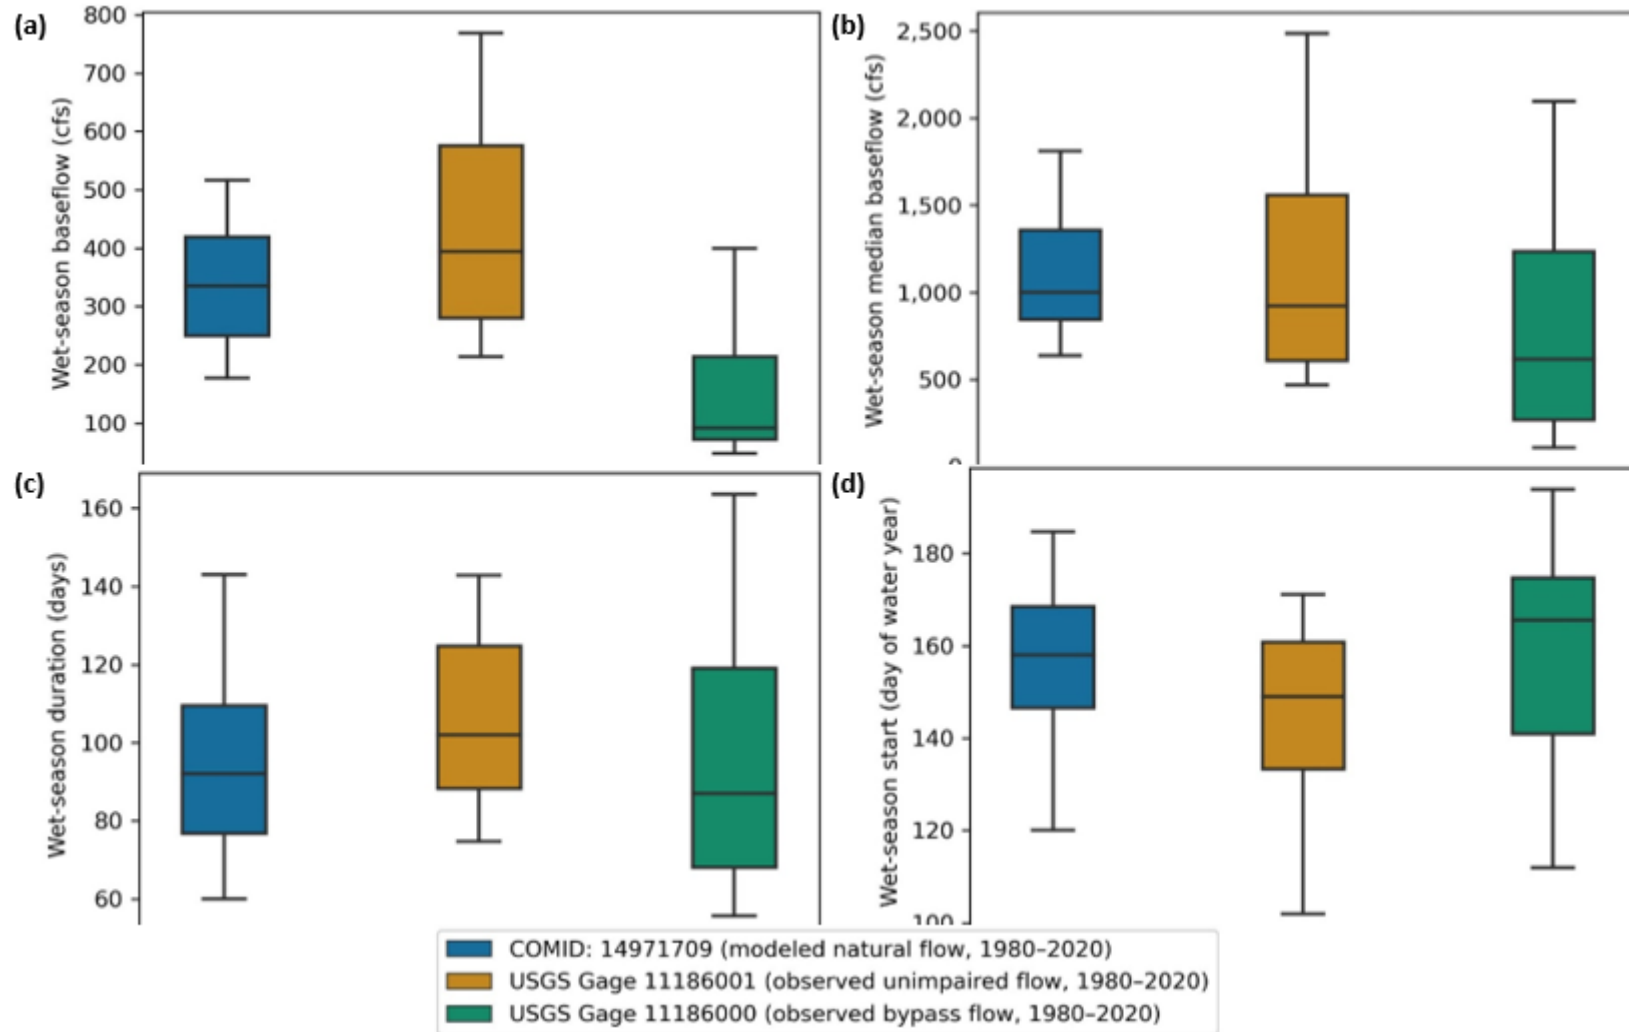 (a)
Wet-season baseflow (cfs)
800
700
600
500
400
300
200
100
(b)
Wet-season median baseflow (cfs)
2,500
2,000
1,500
1,000
500
0
(c)
Wet-season duration (days)
160
140
120
100
80
60
(d)
Wet-season start (day of water year)
180
160
140
120
100
COMID: 14971709 (modeled natural flow, 1980–2020)
USGS Gage 11186001 (observed unimpaired flow, 1980–2020)
USGS Gage 11186000 (observed bypass flow, 1980–2020)